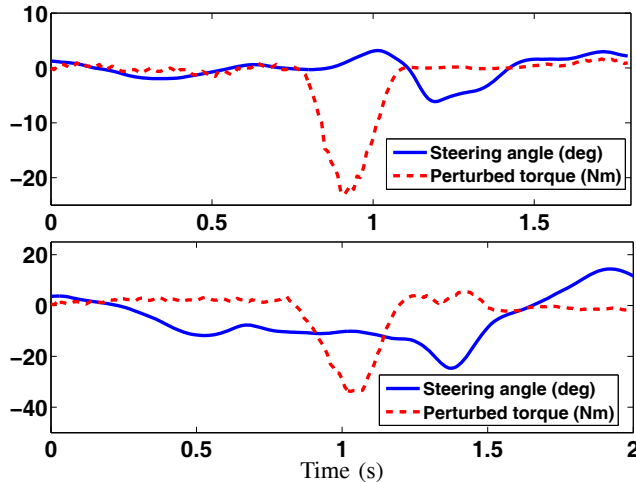 10
0
−10
−20
Steering angle (deg)
Perturbed torque (Nm)
0 0.5 1 1.5
20
0
−20
−40
Steering angle (deg)
Perturbed torque (Nm)
0 0.5 1 1.5 2
Time (s)